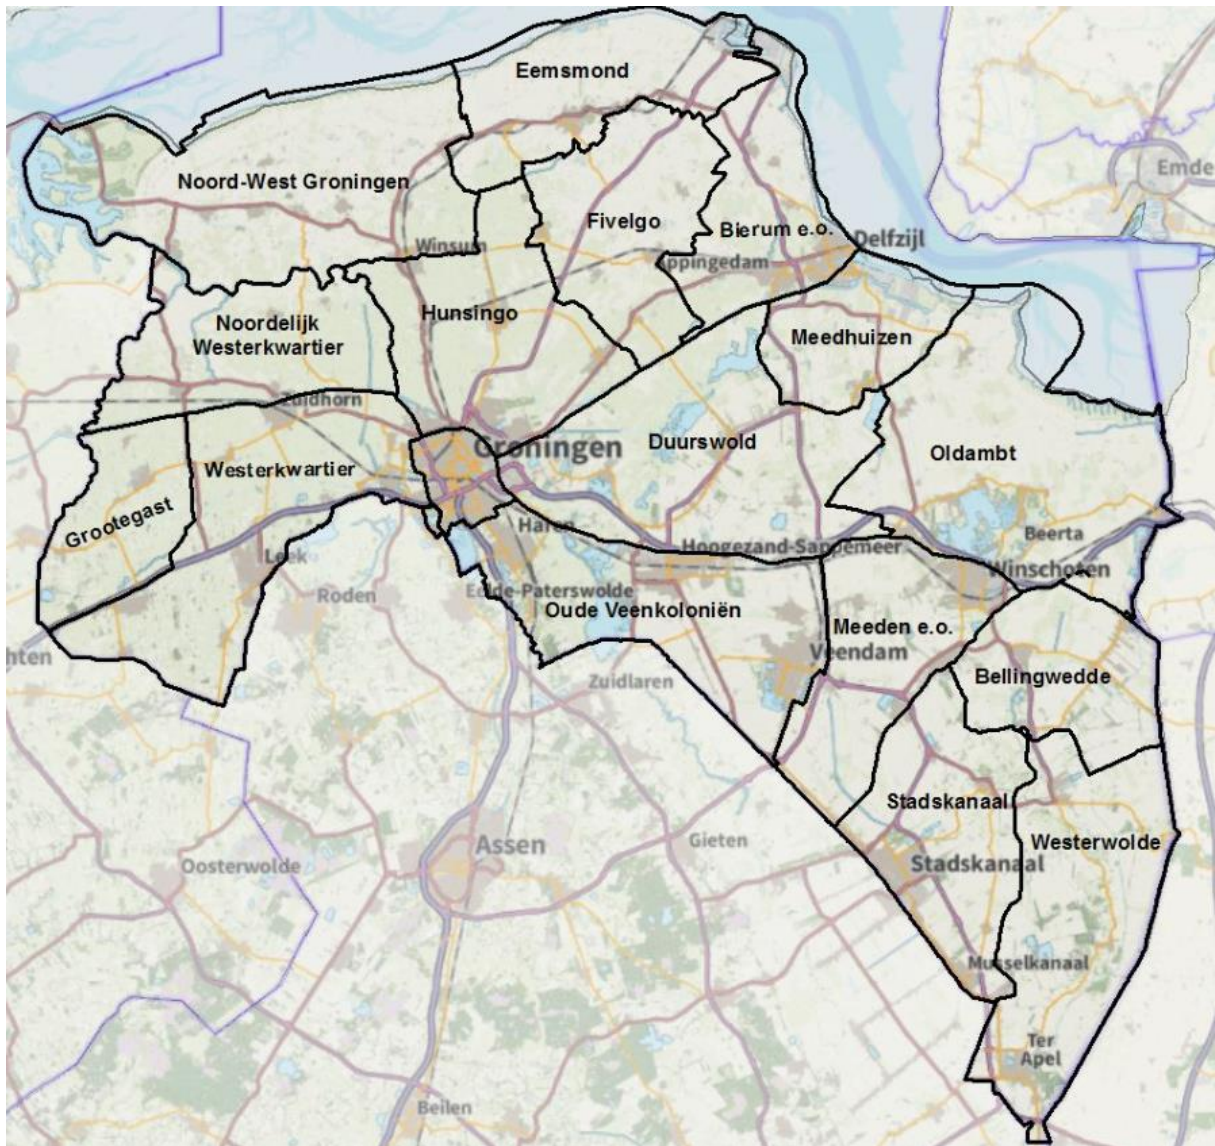 Eemsmond
Emde
Noord-West Groningen
Fivelgo
Bierum e.o.
Delfzijl
Winsum
Appingedam
Hunsingo
Noordelijk
Westerkwartier
Meedhuizen
Zuidhorn
Groningen
Duurswold
Oldambt
Westerkwartier
Grootegast
Haren
Beerta
Hoogezand-Sappemeer
Leek
Winschoten
Roden
Eelde-Paterswolde
Oude Veenkoloniën
Meeden e.o.
hten
Veendam
Zuidlaren
Bellingwedde
Stadskanaal
Assen
Gieten
Westerwolde
Oosterwolde
Stadskanaal
Musselkanaal
Ter
Apel
Beilen